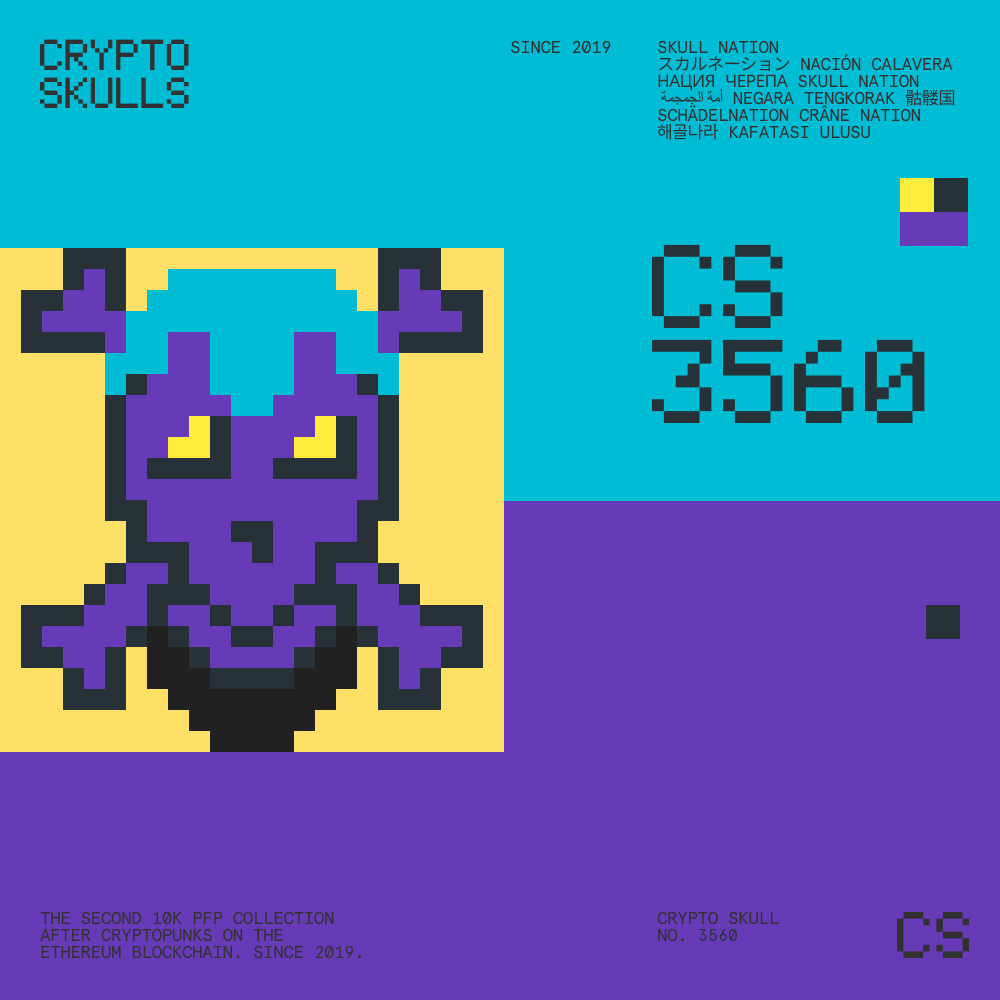 CRYPTO
SKULLS
SINCE 2019
SKULL NATION
スカルネーション NACIÓN CALAVERA
НАЦИЯ ЧЕРЕПА SKULL NATION
أمة الجمجمة NEGARA TENGKORAK 骷髅国
SCHÄDELNATION CRÂNE NATION
해골나라 KAFATASI ULUSU
CS
3560
THE SECOND 10K PFP COLLECTION
AFTER CRYPTOPUNKS ON THE
ETHEREUM BLOCKCHAIN. SINCE 2019.
CRYPTO SKULL
NO. 3560
CS